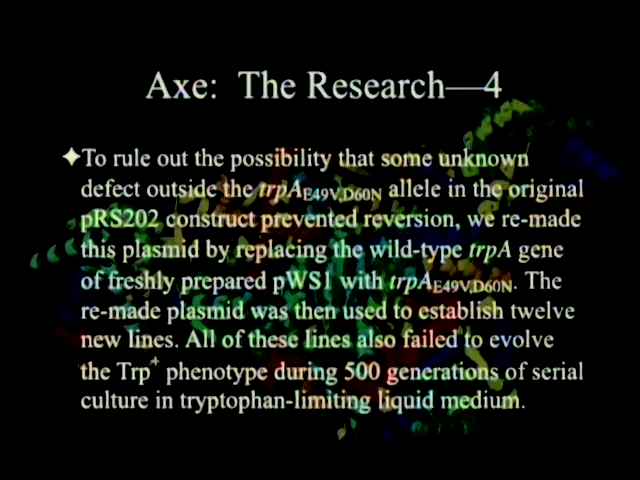 Axe: The Research—4
✦To rule out the possibility that some unknown
defect outside the trpAE49V,D60N allele in the original
pRS202 construct prevented reversion, we re-made
this plasmid by replacing the wild-type trpA gene
of freshly prepared pWS1 with trpAE49V,D60N. The
re-made plasmid was then used to establish twelve
new lines. All of these lines also failed to evolve
the Trp+ phenotype during 500 generations of serial
culture in tryptophan-limiting liquid medium.